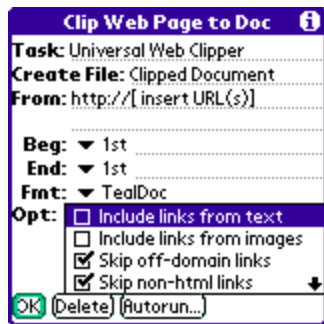 Clip Web Page to Doc i
Task: Universal Web Clipper
Create File: Clipped Document
From: http://[ insert URL(s)]
Beg: 1st
End: 1st
Fmt: TealDoc
Opt: Include links from text
Include links from images
Skip off-domain links
Skip non-html links
OK Delete Autorun...